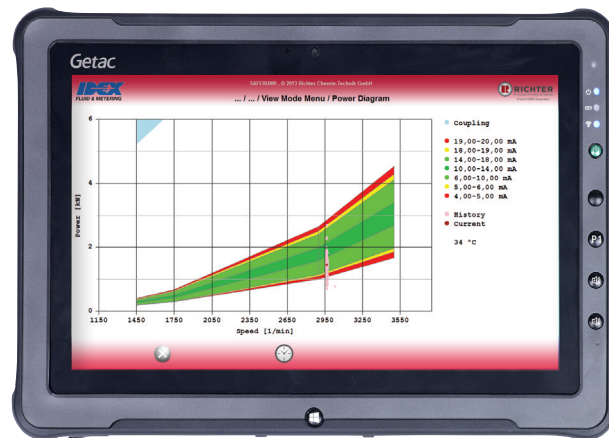 Getac
SAFERUN® , © 2013 Richter Chemie-Technik GmbH
IDEX
FLUID & METERING
... / ... / View Mode Menu / Power Diagram
R RICHTER
6
4
2
0
Power [kW]
1150 1450 1750 2050 2350 2650 2950 3250 3550
Speed [1/min]
Coupling
19,00-20,00 mA
18,00-19,00 mA
14,00-18,00 mA
10,00-14,00 mA
6,00-10,00 mA
5,00-6,00 mA
4,00-5,00 mA
History
Current
34 °C
P1